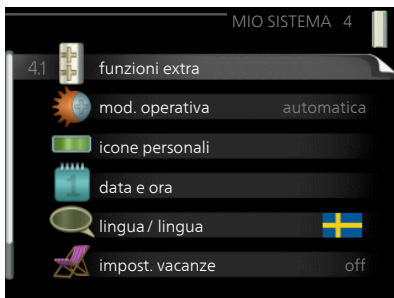 MIO SISTEMA 4
4.1 funzioni extra
mod. operativa automatica
icone personali
1 data e ora
lingua / lingua
impost. vacanze off